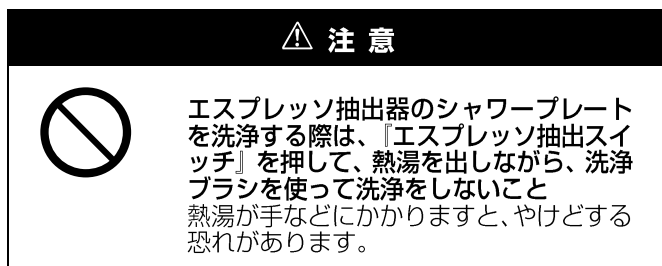 ⚠ 注 意
エスプレッソ抽出器のシャワープレート
を洗浄する際は、『エスプレッソ抽出スイ
ッチ』を押して、熱湯を出しながら、洗浄
ブラシを使って洗浄をしないこと
熱湯が手などにかかりますと、やけどする
恐れがあります。